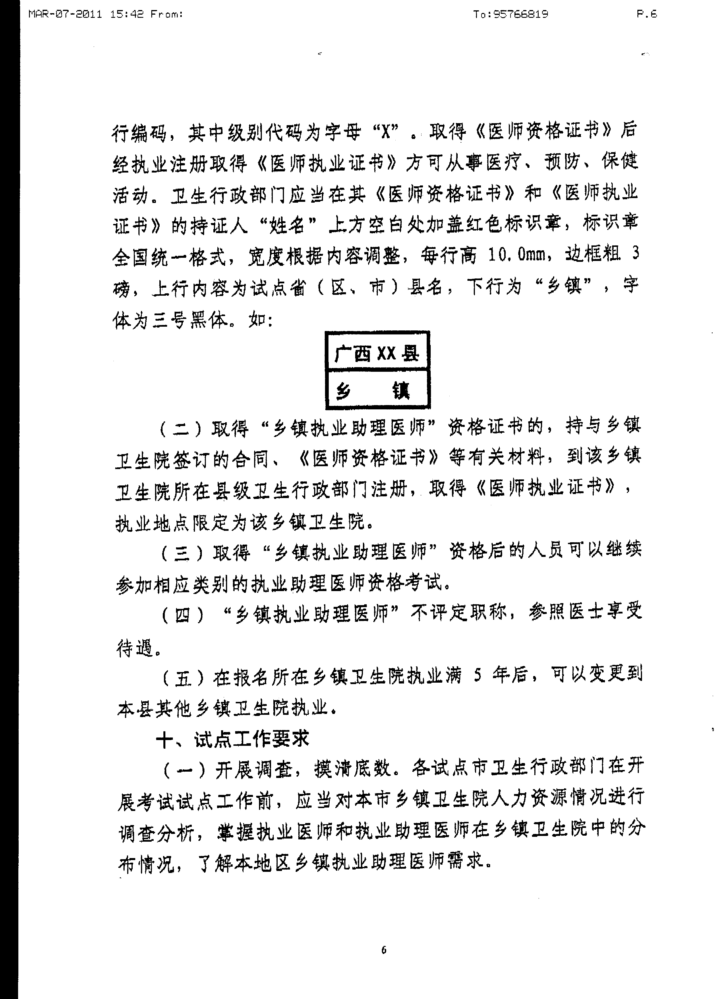 MAR-07-2011 15:42 From: To:95766819 P.6
行编码，其中级别代码为字母“X”。取得《医师资格证书》后
经执业注册取得《医师执业证书》方可从事医疗、预防、保健
活动。卫生行政部门应当在其《医师资格证书》和《医师执业
证书》的持证人“姓名”上方空白处加盖红色标识章，标识章
全国统一格式，宽度根据内容调整，每行高 10.0mm，边框粗 3
磅，上行内容为试点省（区、市）县名，下行为“乡镇”，字
体为三号黑体。如：
广西 XX 县
乡 镇
（二）取得“乡镇执业助理医师”资格证书的，持与乡镇
卫生院签订的合同、《医师资格证书》等有关材料，到该乡镇
卫生院所在县级卫生行政部门注册，取得《医师执业证书》，
执业地点限定为该乡镇卫生院。
（三）取得“乡镇执业助理医师”资格后的人员可以继续
参加相应类别的执业助理医师资格考试。
（四）“乡镇执业助理医师”不评定职称，参照医士享受
待遇。
（五）在报名所在乡镇卫生院执业满 5 年后，可以变更到
本县其他乡镇卫生院执业。
十、试点工作要求
（一）开展调查，摸清底数。各试点市卫生行政部门在开
展考试试点工作前，应当对本市乡镇卫生院人力资源情况进行
调查分析，掌握执业医师和执业助理医师在乡镇卫生院中的分
布情况，了解本地区乡镇执业助理医师需求。
6